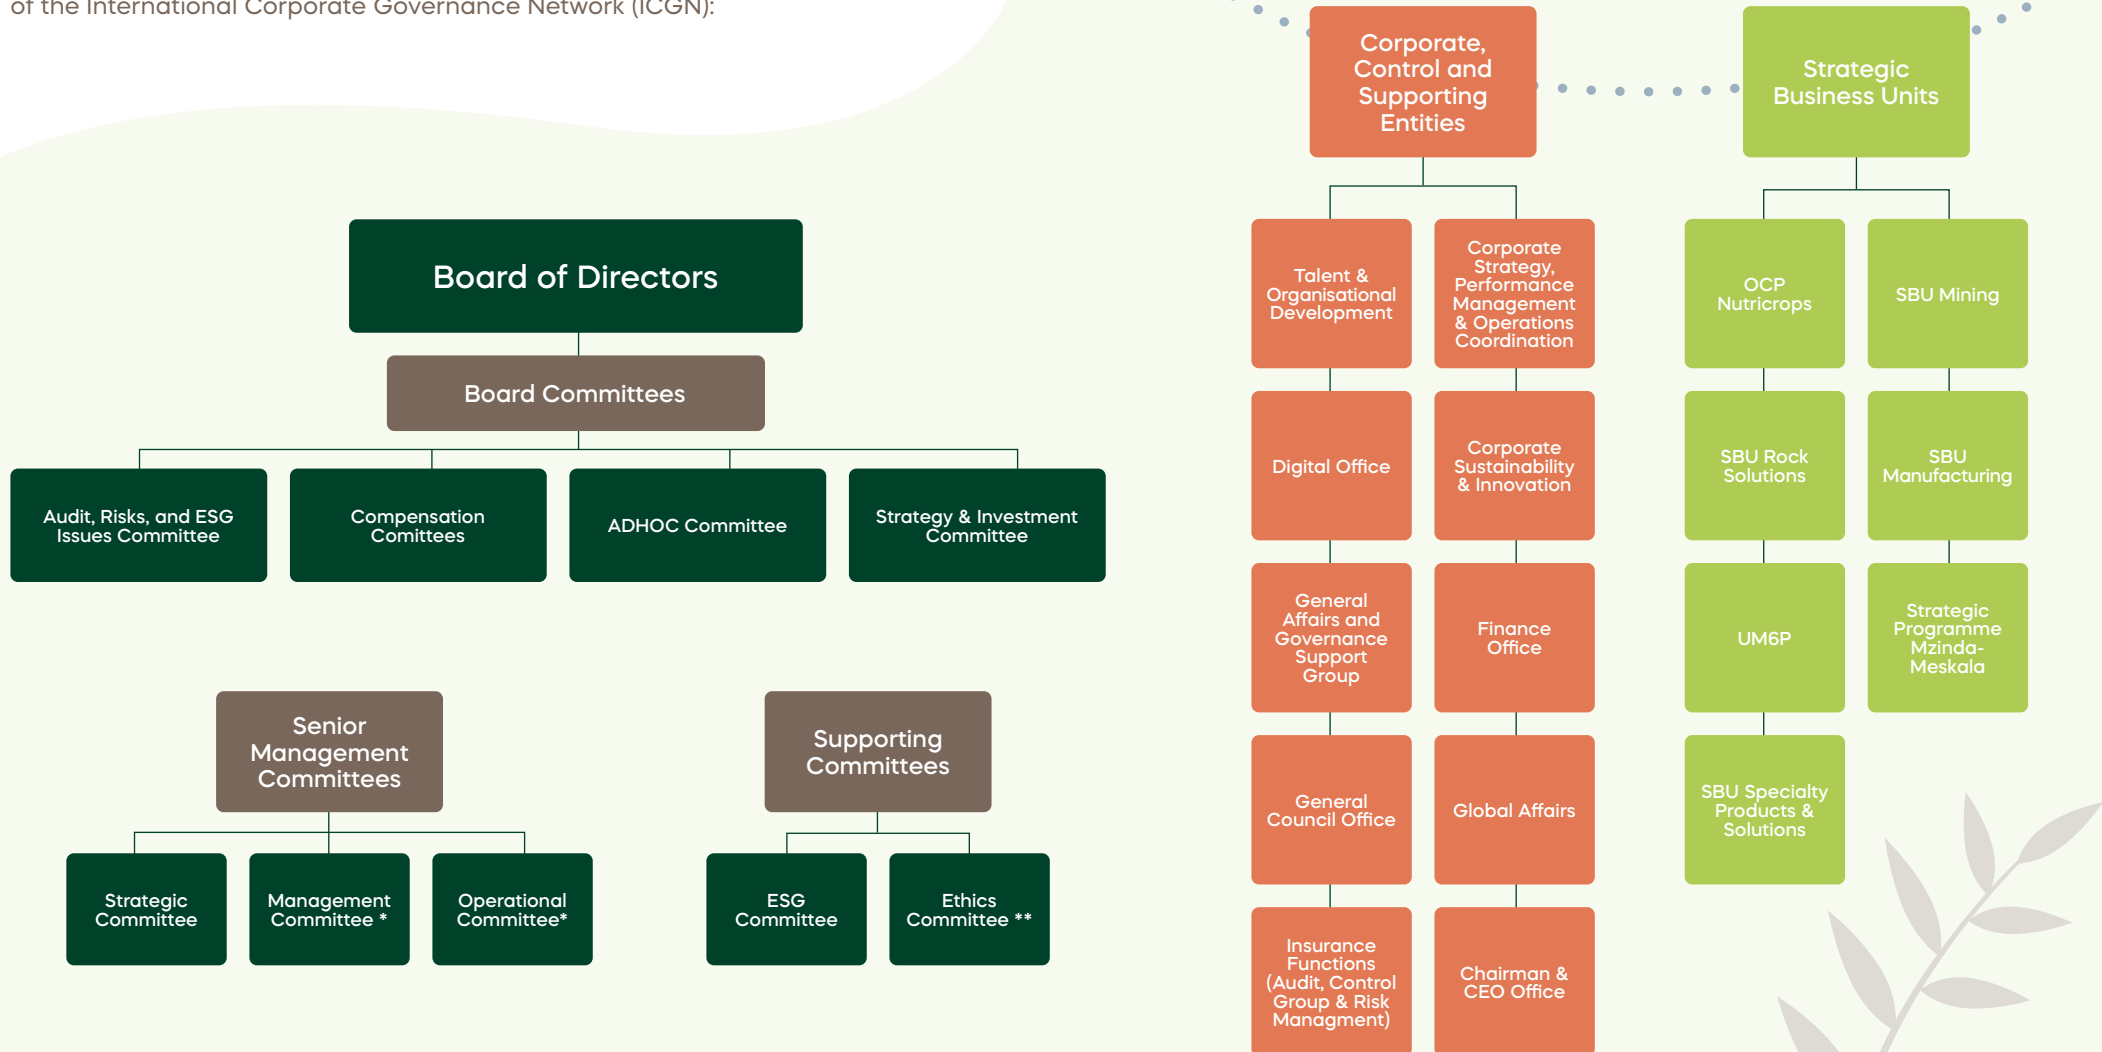 of the International Corporate Governance Network (ICGN):
Board of Directors
Board Committees
Audit, Risks, and ESG
Issues Committee
Compensation
Comittees
ADHOC Committee
Strategy & Investment
Committee
Senior
Management
Committees
Strategic
Committee
Management
Committee *
Operational
Committee*
Supporting
Committees
ESG
Committee
Ethics
Committee **
Corporate,
Control and
Supporting
Entities
Talent &
Organisational
Development
Digital Office
General
Affairs and
Governance
Support
Group
General
Council Office
Insurance
Functions
(Audit, Control
Group & Risk
Managment)
Corporate
Strategy,
Performance
Management
& Operations
Coordination
Corporate
Sustainability
& Innovation
Finance
Office
Global Affairs
Chairman &
CEO Office
Strategic
Business Units
OCP
Nutricrops
SBU Rock
Solutions
UM6P
SBU Specialty
Products &
Solutions
SBU Mining
SBU
Manufacturing
Strategic
Programme
Mzinda-
Meskala